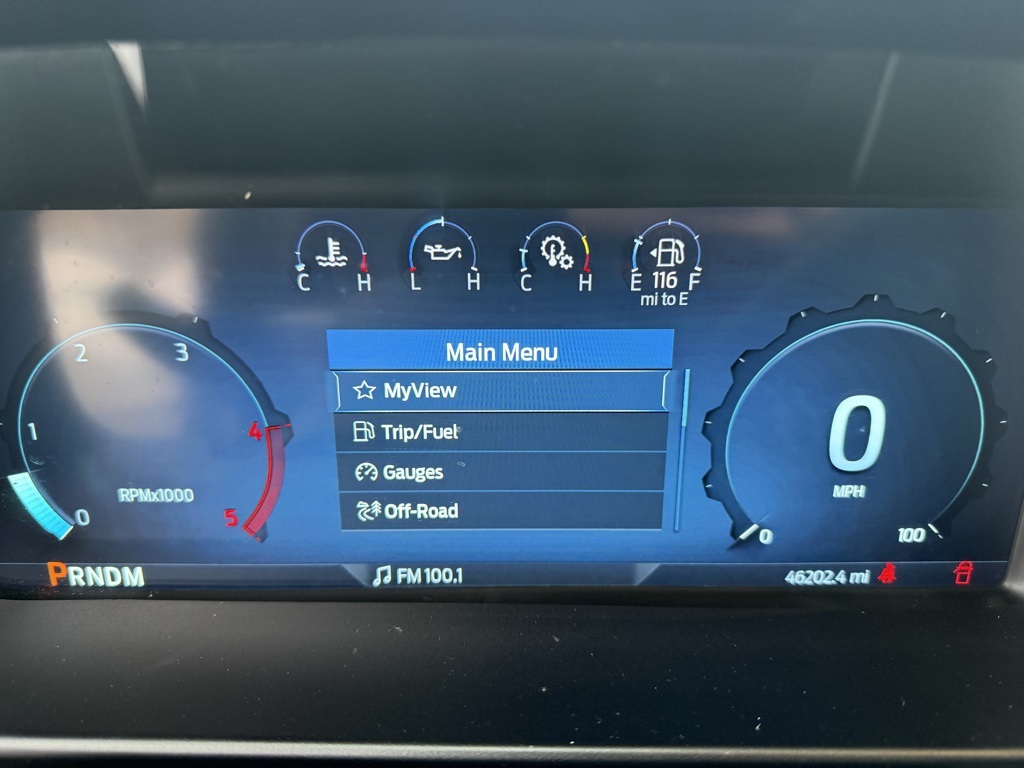 C H
L H
C H
E 116 F
mi to E
Main Menu
MyView
Trip/Fuel
Gauges
Off-Road
2 3
1 4
0 5
RPMx1000
0
MPH
0 100
PRNDM
FM 100.1
46202.4 mi